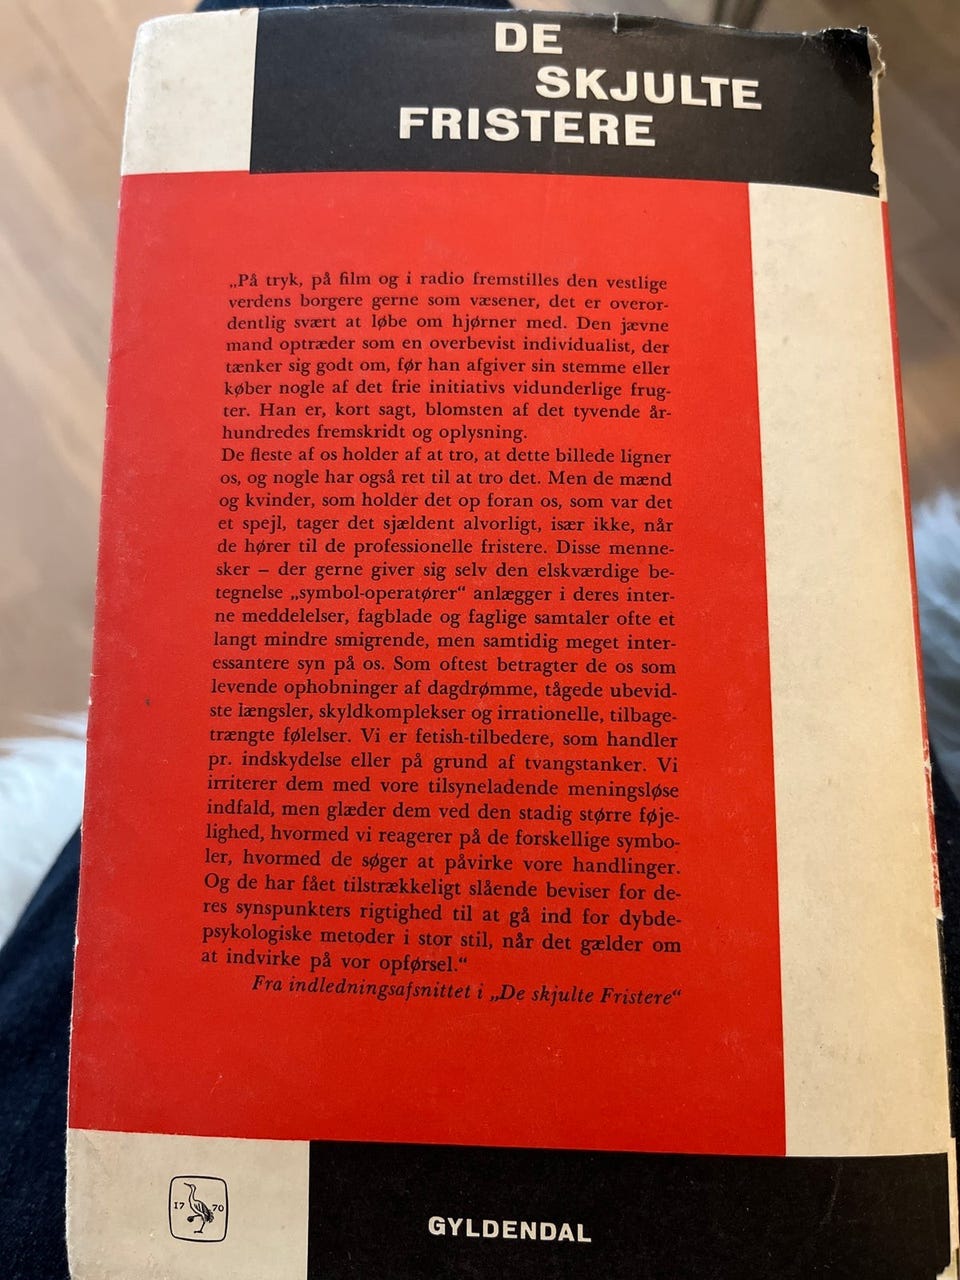 DE
SKJULTE
FRISTERE
„På tryk, på film og i radio fremstilles den vestlige
verdens borgere gerne som væsener, det er overor-
dentlig svært at løbe om hjørner med. Den jævne
mand optræder som en overbevist individualist, der
tænker sig godt om, før han afgiver sin stemme eller
køber nogle af det frie initiativs vidunderlige frug-
ter. Han er, kort sagt, blomsten af det tyvende år-
hundredes fremskridt og oplysning.
De fleste af os holder af at tro, at dette billede ligner
os, og nogle har også ret til at tro det. Men de mænd
og kvinder, som holder det op foran os, som var det
et spejl, tager det sjældent alvorligt, især ikke, når
de hører til de professionelle fristere. Disse menne-
sker – der gerne giver sig selv den elskværdige be-
tegnelse „symbol-operatører“ anlægger i deres inter-
ne meddelelser, fagblade og faglige samtaler ofte et
langt mindre smigrende, men samtidig meget inter-
essantere syn på os. Som oftest betragter de os som
levende ophobninger af dagdrømme, tågede ubevid-
ste længsler, skyldkomplekser og irrationelle, tilbage-
trængte følelser. Vi er fetish-tilbedere, som handler
pr. indskydelse eller på grund af tvangstanker. Vi
irriterer dem med vore tilsyneladende meningsløse
indfald, men glæder dem ved den stadig større føje-
lighed, hvormed vi reagerer på de forskellige symbo-
ler, hvormed de søger at påvirke vore handlinger.
Og de har fået tilstrækkeligt slående beviser for de-
res synspunkters rigtighed til at gå ind for dybde-
psykologiske metoder i stor stil, når det gælder om
at indvirke på vor opførsel.“
Fra indledningsafsnittet i „De skjulte Fristere“
17 70
GYLDENDAL